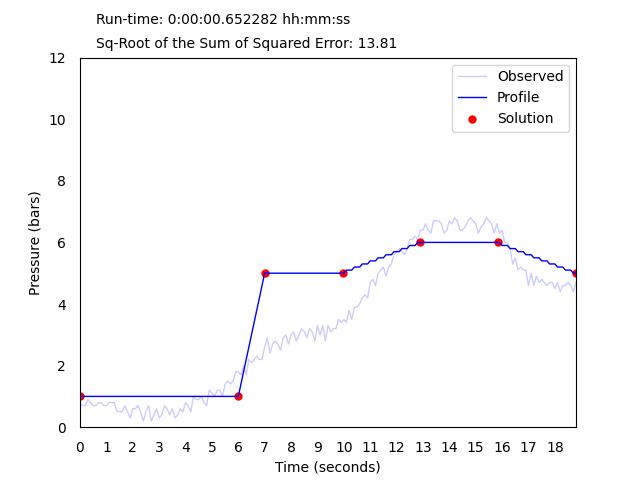 Run-time: 0:00:00.652282 hh:mm:ss
Sq-Root of the Sum of Squared Error: 13.81
12
10
8
6
4
2
0
Pressure (bars)
Observed
Profile
Solution
0 1 2 3 4 5 6 7 8 9 10 11 12 13 14 15 16 17 18
Time (seconds)